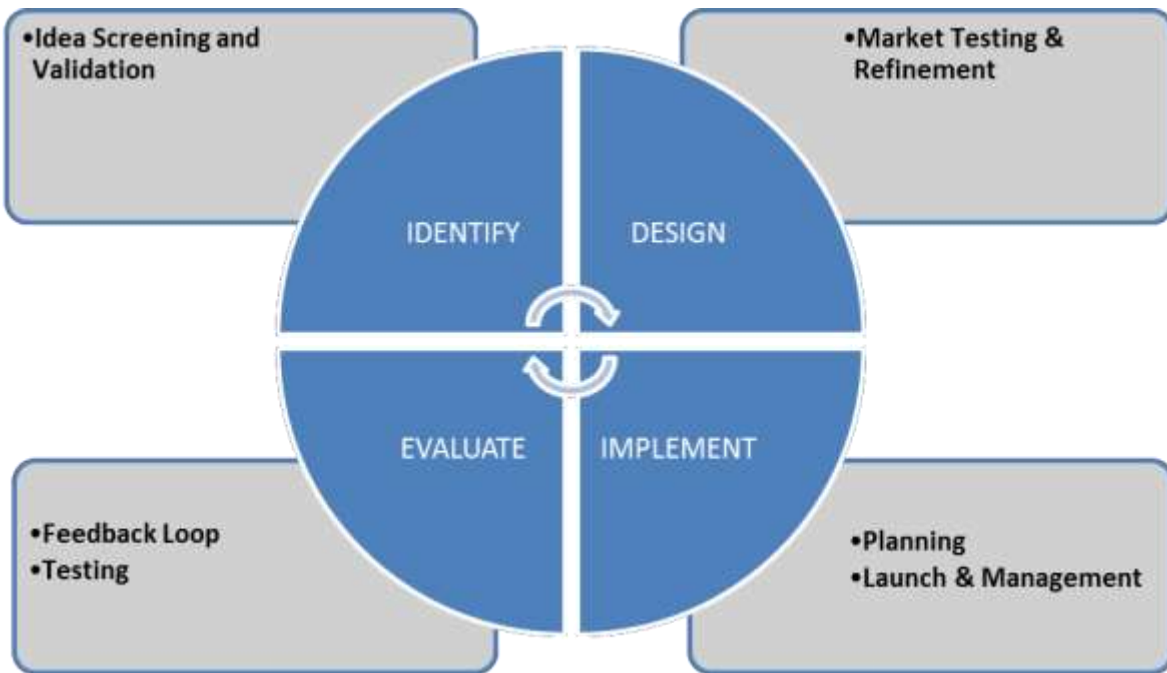 •Idea Screening and
Validation
•Market Testing &
Refinement
IDENTIFY
DESIGN
EVALUATE
IMPLEMENT
•Feedback Loop
•Testing
•Planning
•Launch & Management